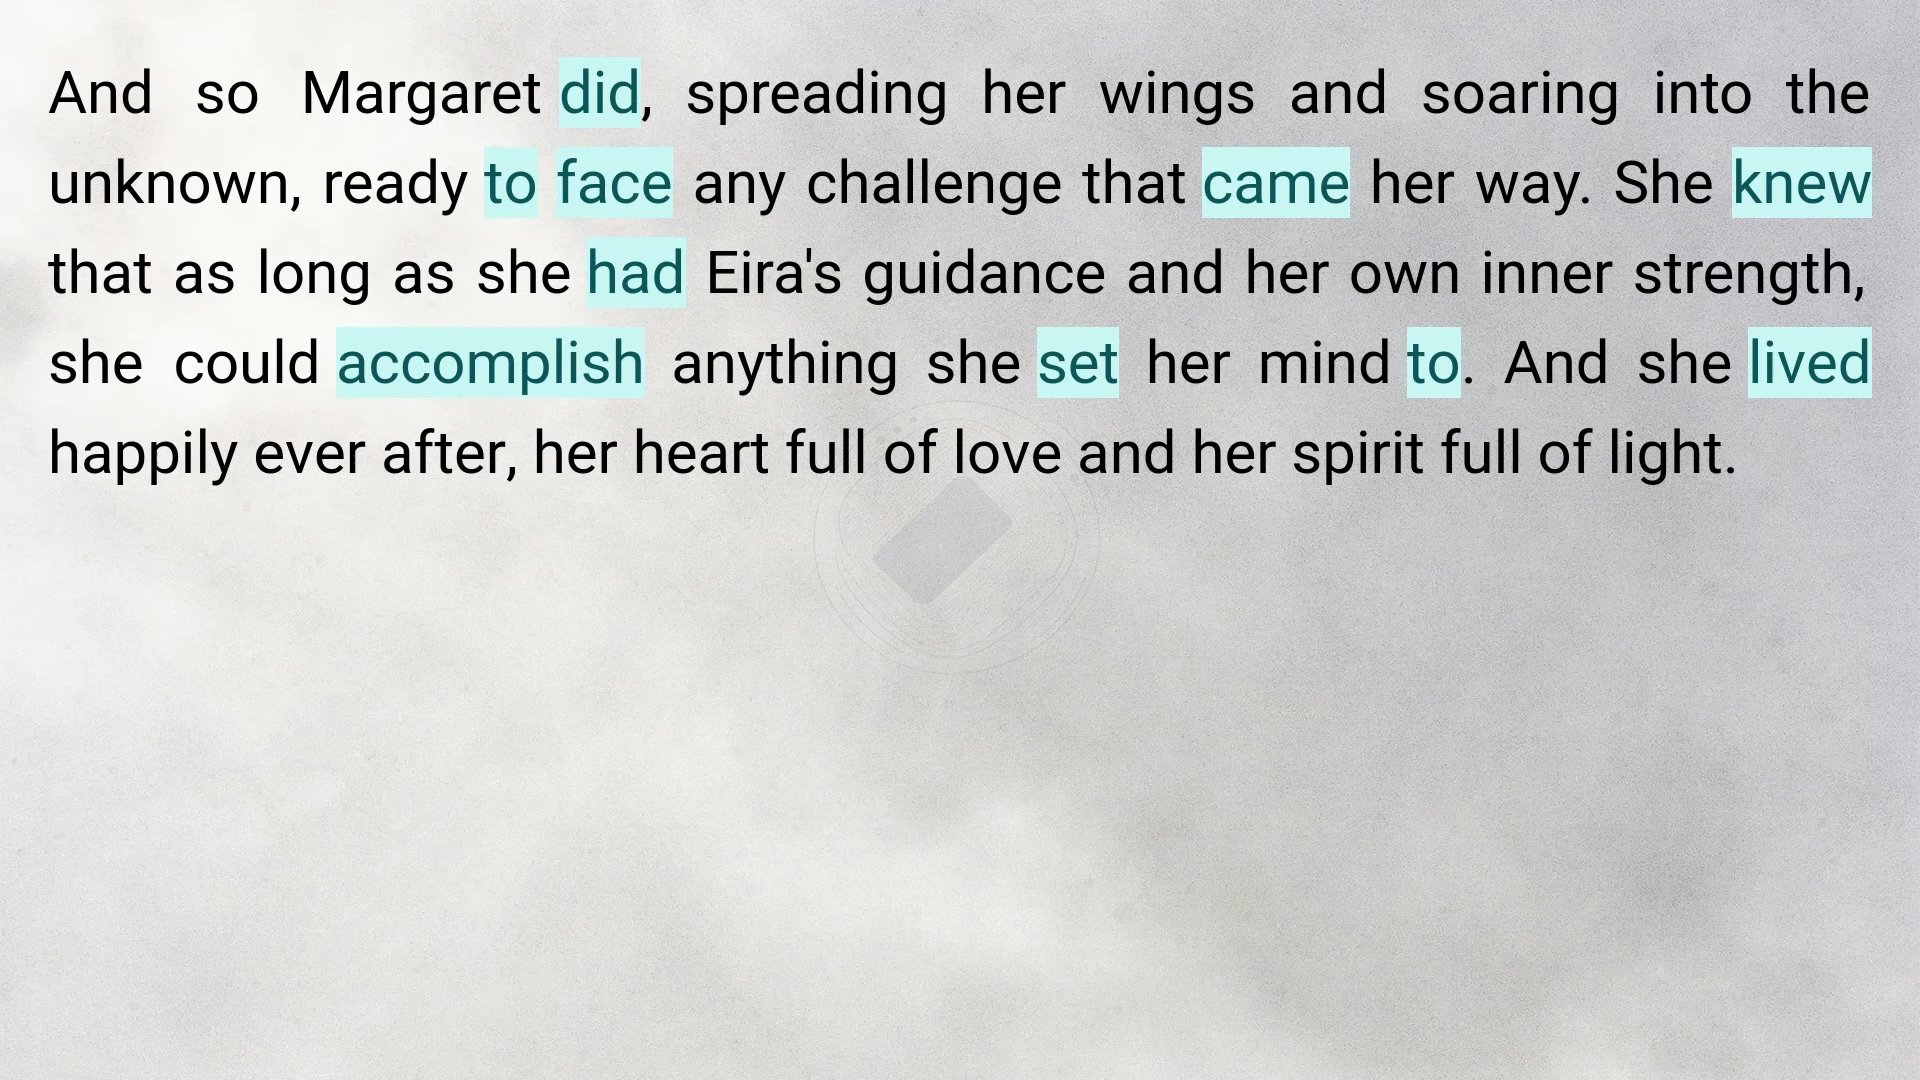 And so Margaret did, spreading her wings and soaring into the
unknown, ready to face any challenge that came her way. She knew
that as long as she had Eira's guidance and her own inner strength,
she could accomplish anything she set her mind to. And she lived
happily ever after, her heart full of love and her spirit full of light.